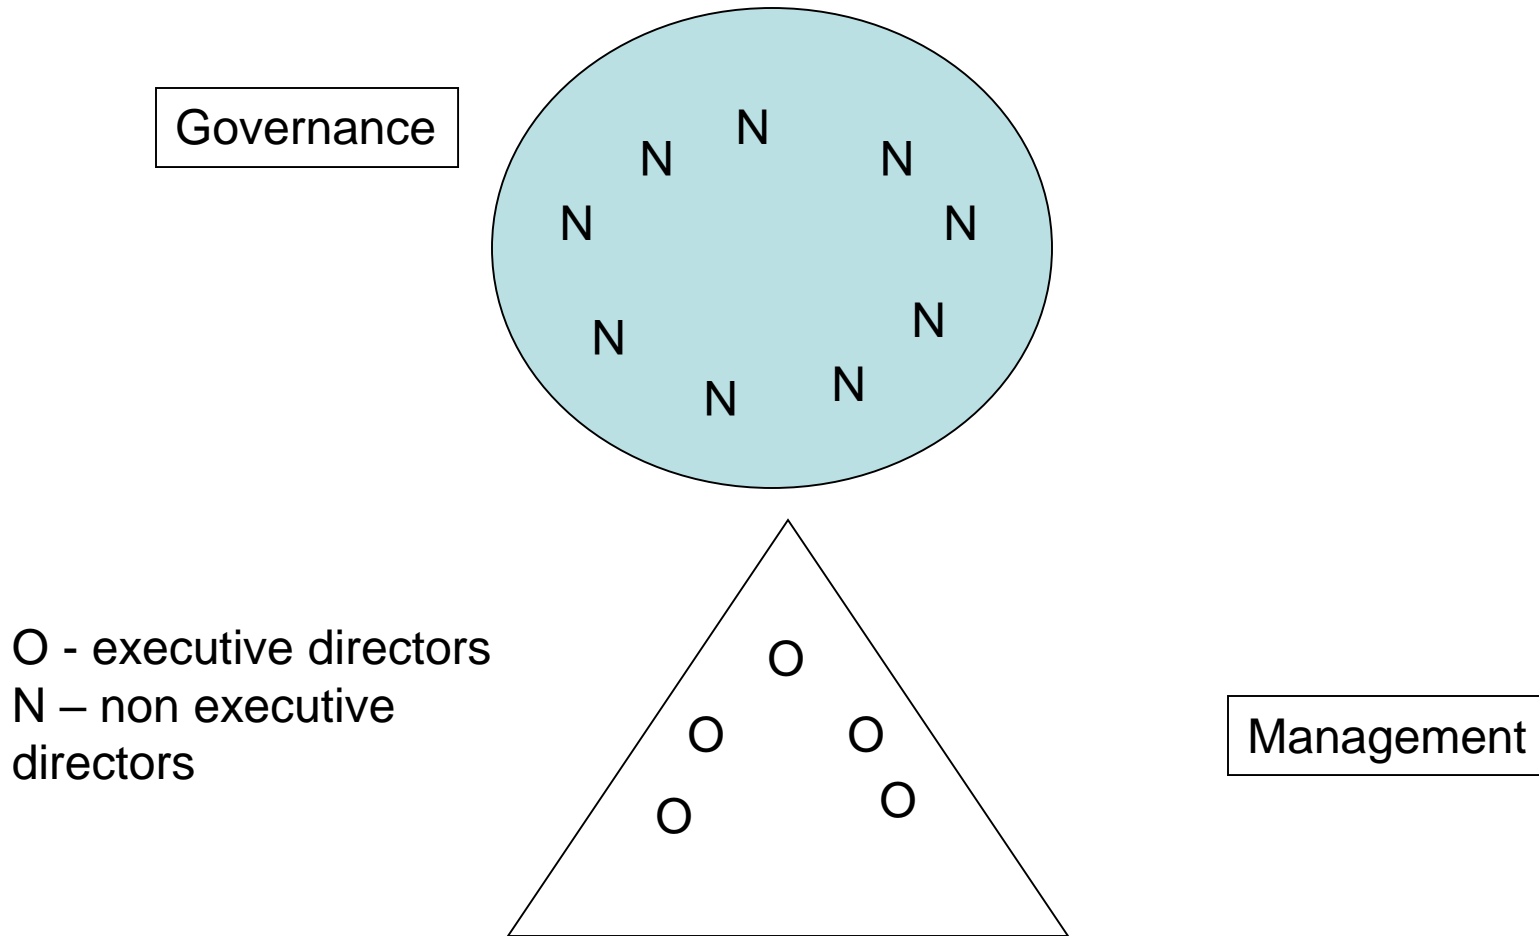 Governance
N
N
N
N
N
N
N
N
N
O - executive directors
N – non executive
directors
O
O
O
O
O
Management